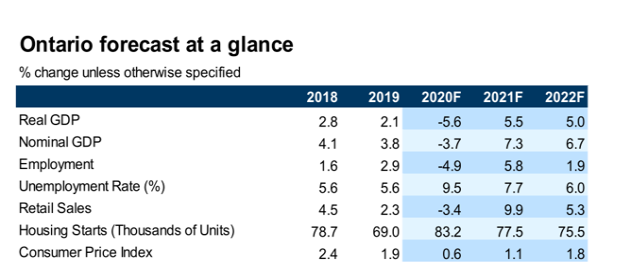 Ontario forecast at a glance
% change unless otherwise specified
2018 2019 2020F 2021F 2022F
Real GDP 2.8 2.1 -5.6 5.5 5.0
Nominal GDP 4.1 3.8 -3.7 7.3 6.7
Employment 1.6 2.9 -4.9 5.8 1.9
Unemployment Rate (%) 5.6 5.6 9.5 7.7 6.0
Retail Sales 4.5 2.3 -3.4 9.9 5.3
Housing Starts (Thousands of Units) 78.7 69.0 83.2 77.5 75.5
Consumer Price Index 2.4 1.9 0.6 1.1 1.8